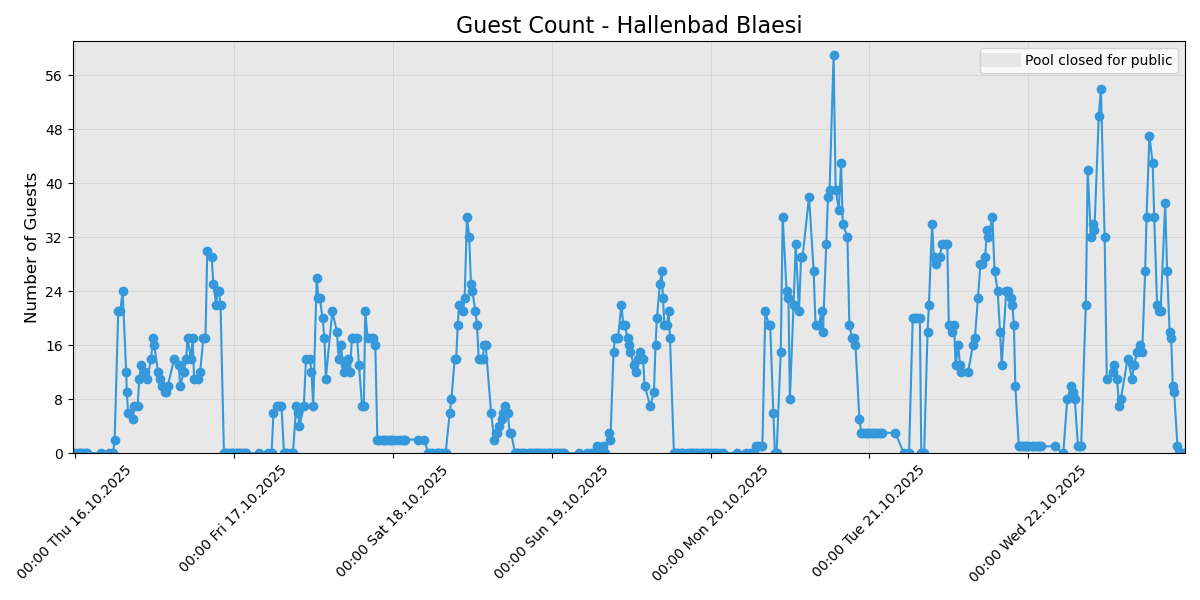 Guest Count - Hallenbad Blaesi
Pool closed for public
Number of Guests
56
48
40
32
24
16
8
0
00:00 Thu 16.10.2025
00:00 Fri 17.10.2025
00:00 Sat 18.10.2025
00:00 Sun 19.10.2025
00:00 Mon 20.10.2025
00:00 Tue 21.10.2025
00:00 Wed 22.10.2025